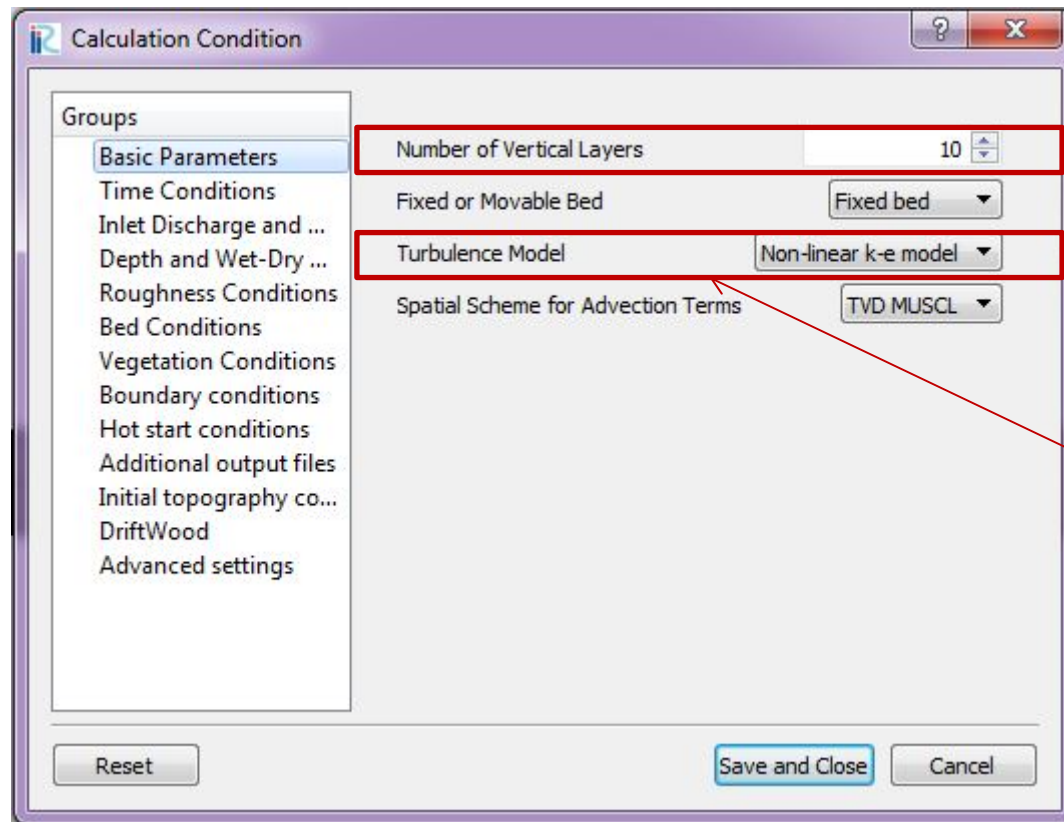 Calculation Condition
Groups
Basic Parameters
Time Conditions
Inlet Discharge and ...
Depth and Wet-Dry ...
Roughness Conditions
Bed Conditions
Vegetation Conditions
Boundary conditions
Hot start conditions
Additional output files
Initial topography co...
DriftWood
Advanced settings
Number of Vertical Layers 10
Fixed or Movable Bed Fixed bed
Turbulence Model Non-linear k-e model
Spatial Scheme for Advection Terms TVD MUSCL
Reset Save and Close Cancel